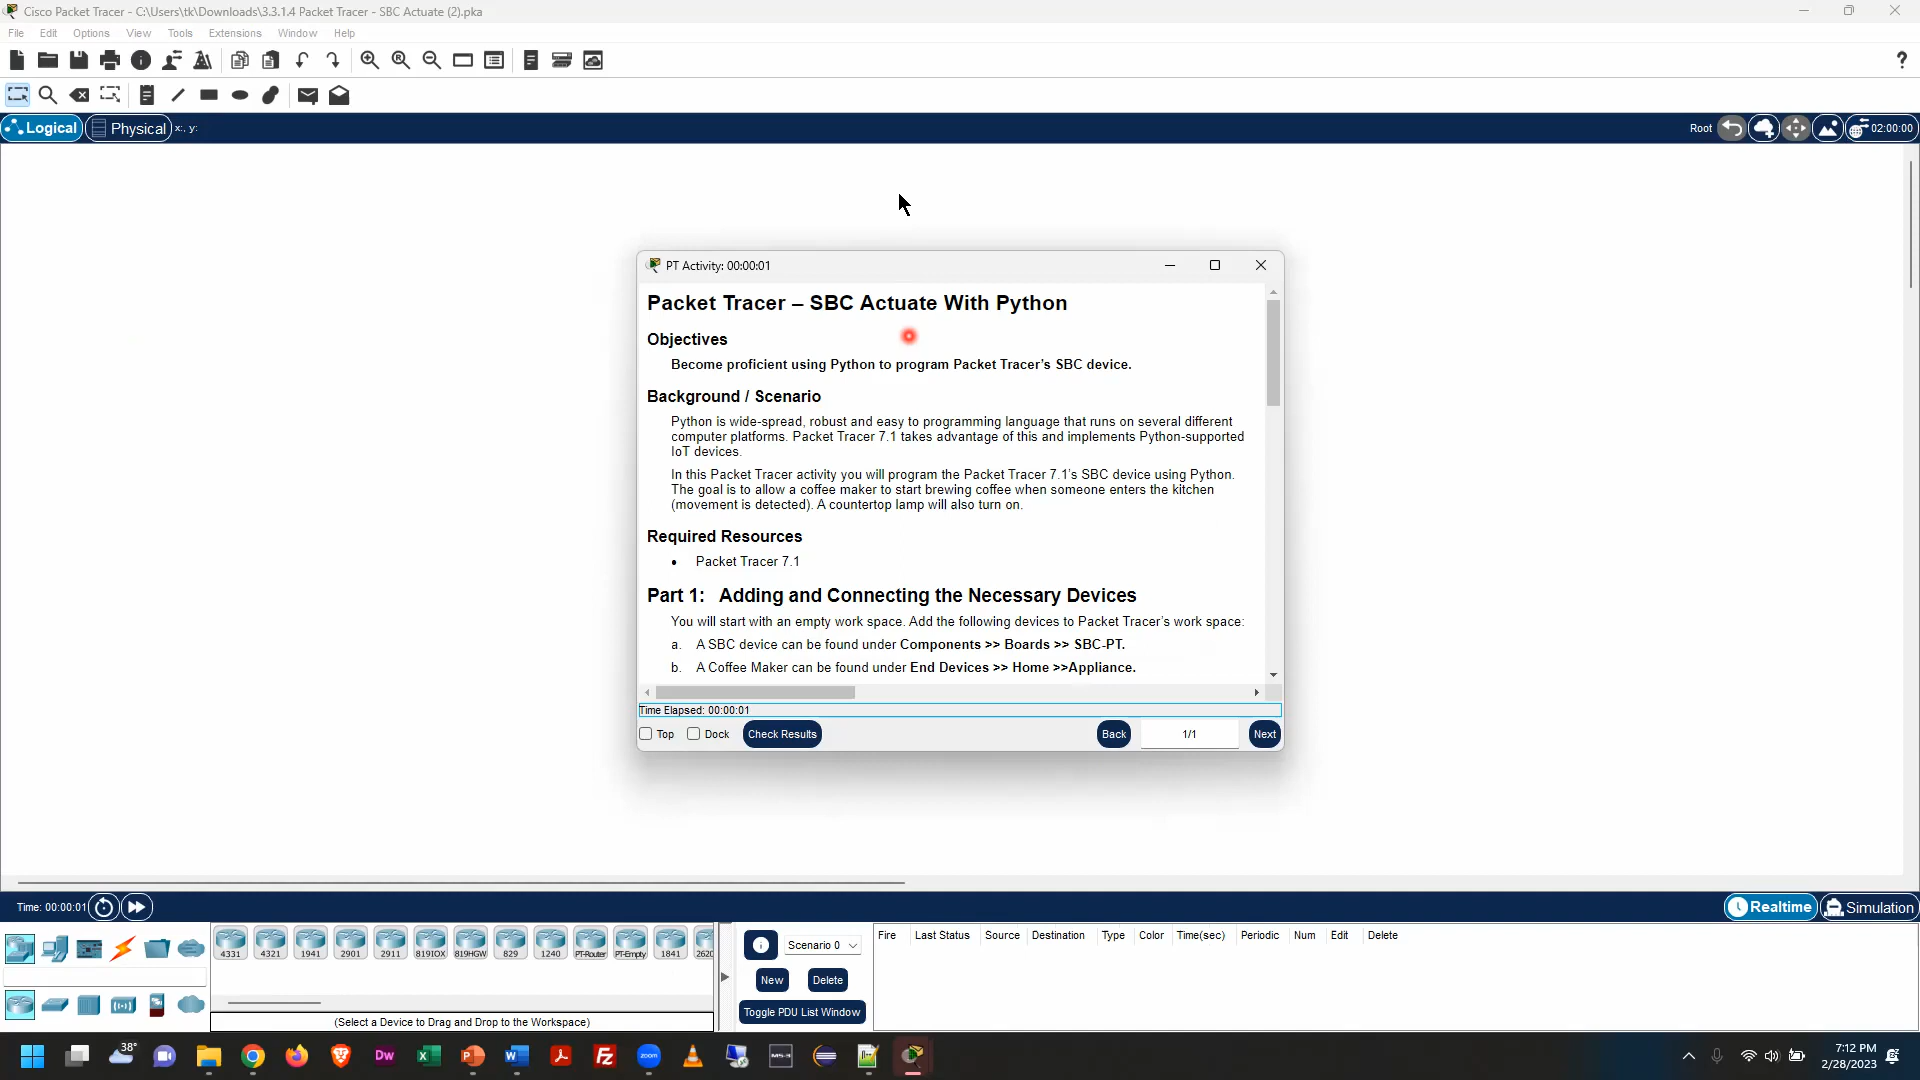 Cisco Packet Tracer - C:\Users\tk\Downloads\3.3.1.4 Packet Tracer - SBC Actuate (2).pka
File Edit Options View Tools Extensions Window Help
?
Logical Physical x:, y: Root 02:00:00
PT Activity: 00:00:01
Packet Tracer – SBC Actuate With Python
Objectives
Become proficient using Python to program Packet Tracer's SBC device.
Background / Scenario
Python is wide-spread, robust and easy to programming language that runs on several different
computer platforms. Packet Tracer 7.1 takes advantage of this and implements Python-supported
IoT devices.
In this Packet Tracer activity you will program the Packet Tracer 7.1's SBC device using Python.
The goal is to allow a coffee maker to start brewing coffee when someone enters the kitchen
(movement is detected). A countertop lamp will also turn on.
Required Resources
• Packet Tracer 7.1
Part 1: Adding and Connecting the Necessary Devices
You will start with an empty work space. Add the following devices to Packet Tracer's work space:
a. A SBC device can be found under Components >> Boards >> SBC-PT.
b. A Coffee Maker can be found under End Devices >> Home >>Appliance.
Time Elapsed: 00:00:01
Top Dock Check Results Back 1/1 Next
Time: 00:00:01 Realtime Simulation
4331 4321 1941 2901 2911 819IOX 819HGW 829 1240 PT-Router PT-Empty 1841 2620
Scenario 0
New Delete
Toggle PDU List Window
Fire Last Status Source Destination Type Color Time(sec) Periodic Num Edit Delete
(Select a Device to Drag and Drop to the Workspace)
38°
Dw
zoom
MS-3
7:12 PM
2/28/2023